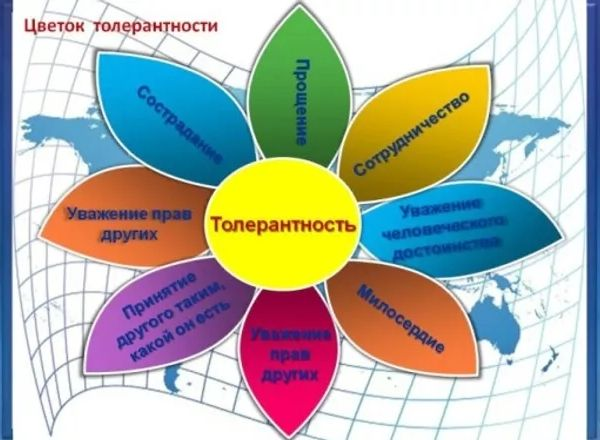 Цветок толерантности
Прощение
Сотрудничество
Уважение
человеческого
достоинства
Милосердие
Уважение
прав
других
Принятие
другого таким,
какой он есть
Уважение прав
других
Сострадание
Толерантность